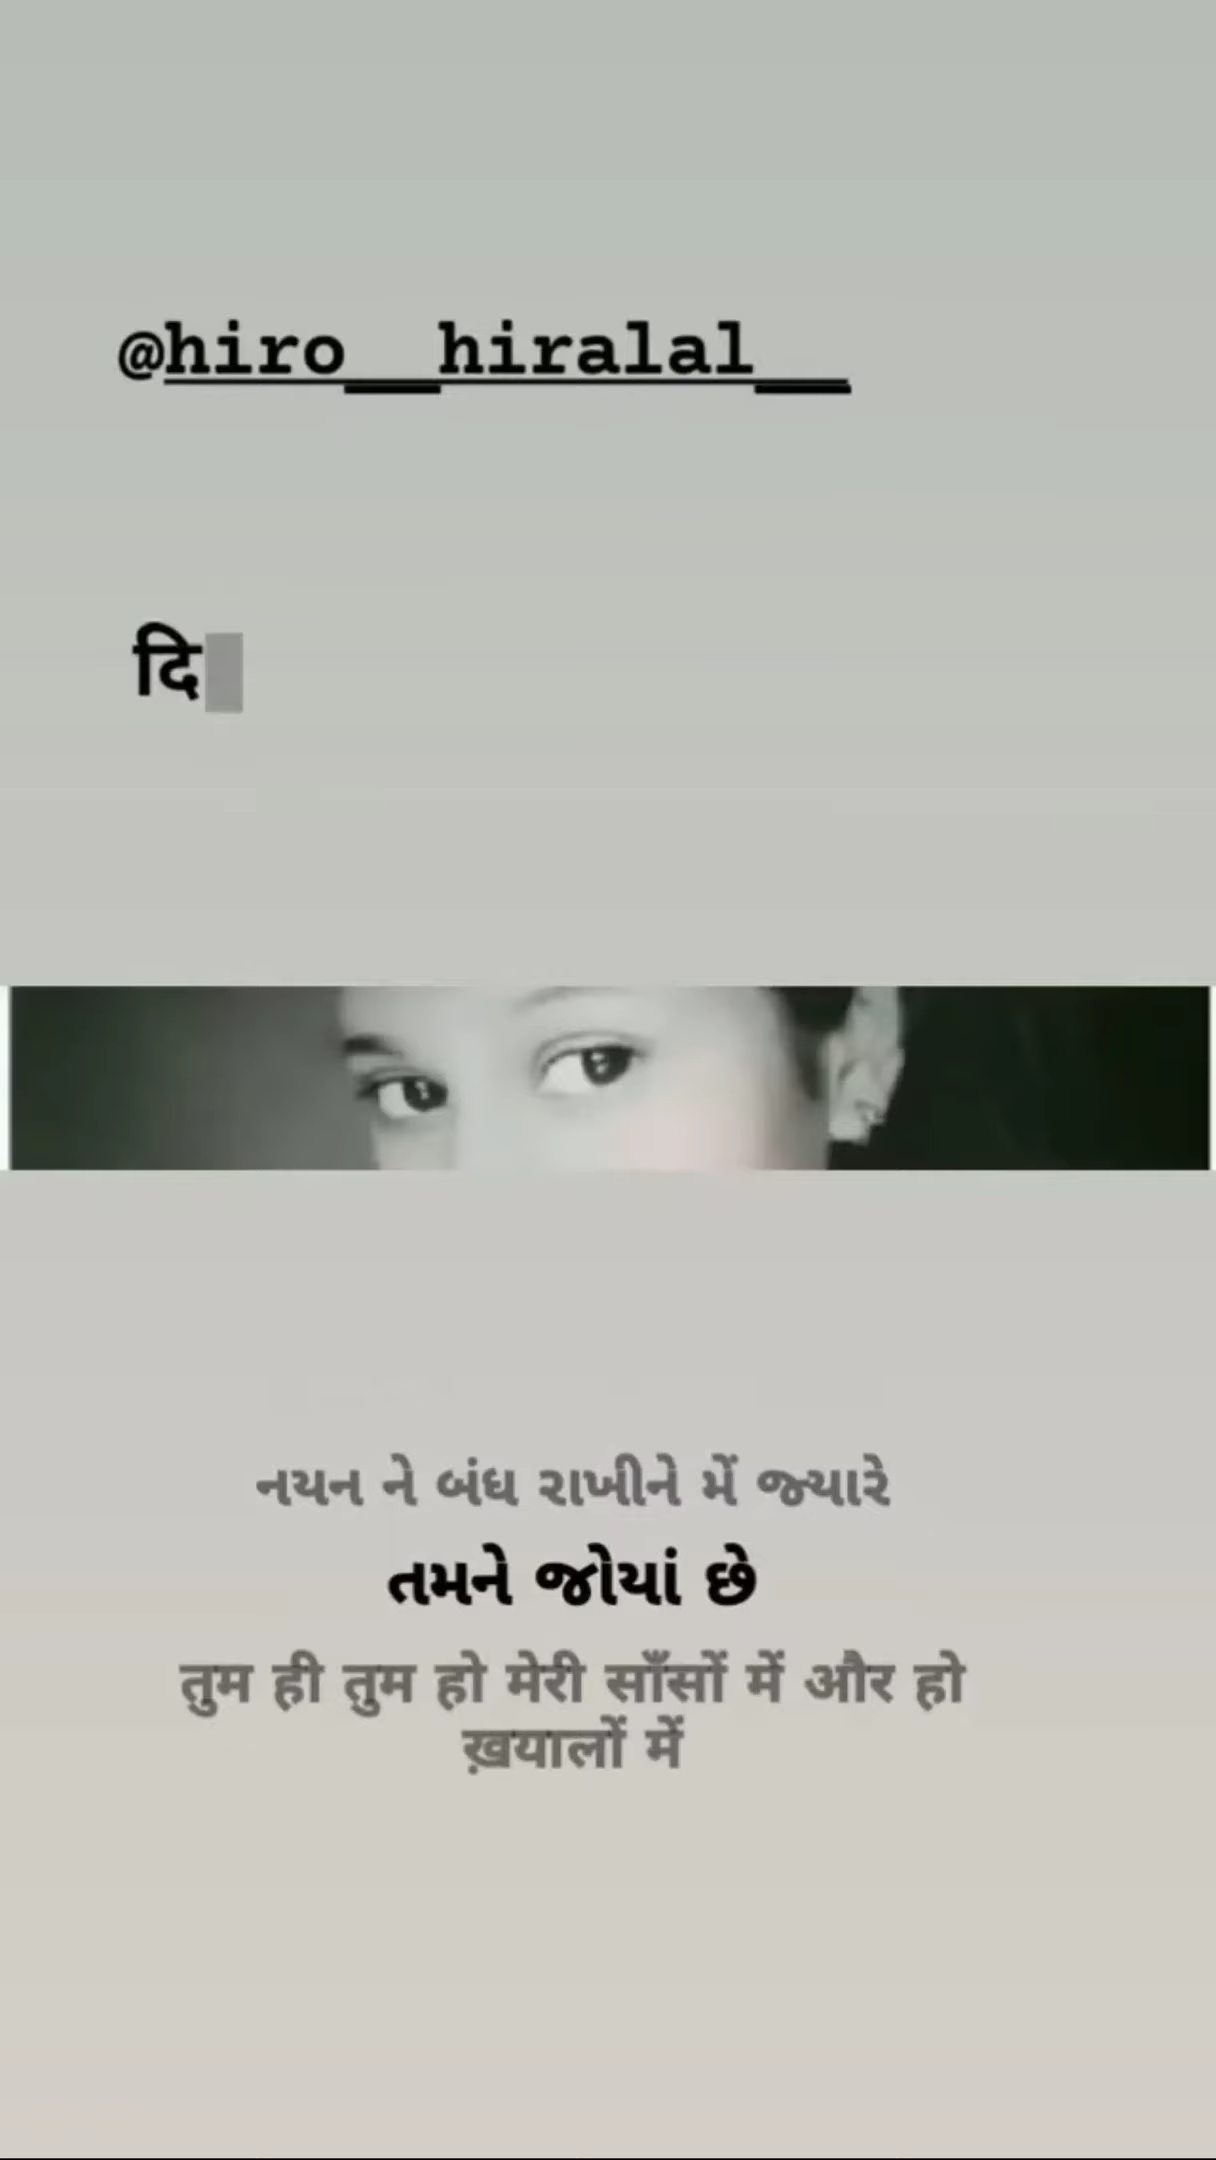 @hiro__hiralal__
दि
નયન ને બંધ રાખીને મેં જ્યારે
તમને જોયાં છે
तुम ही तुम हो मेरी साँसों में और हो
ख़यालों में